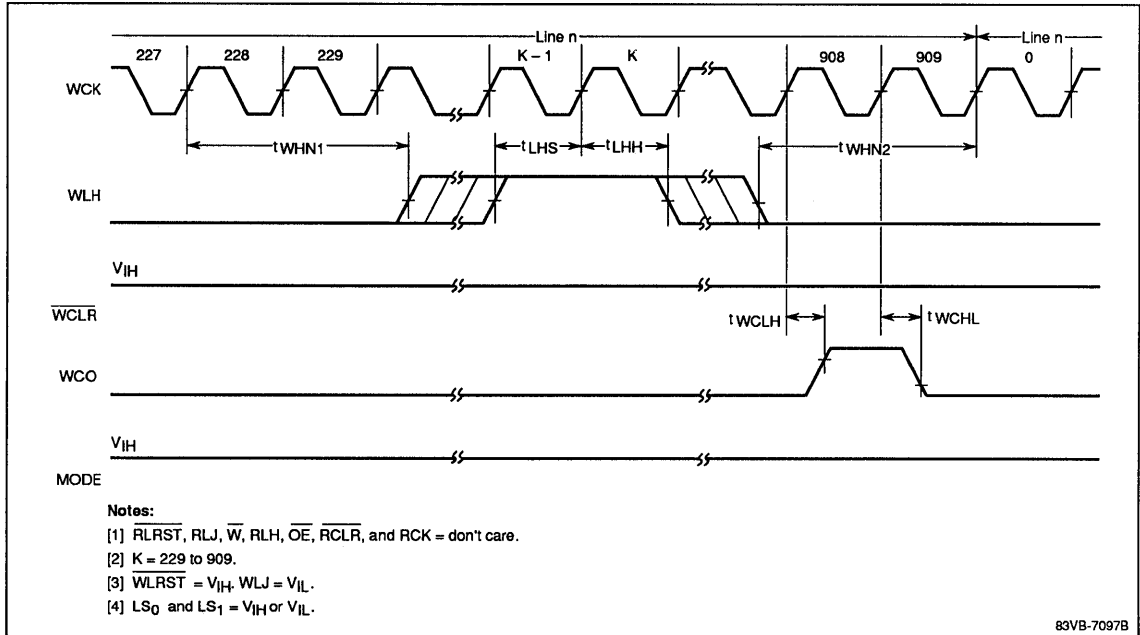 Line n Line n
227 228 229 K – 1 K 908 909 0
WCK
tWHN1 tLHS tLHH tWHN2
WLH
VIH
WCLR
tWCLH tWCHL
WCO
VIH
MODE
Notes:
[1] RLRST, RLJ, W, RLH, OE, RCLR, and RCK = don't care.
[2] K = 229 to 909.
[3] WLRST = VIH. WLJ = VIL.
[4] LS0 and LS1 = VIH or VIL.
83VB-7097B